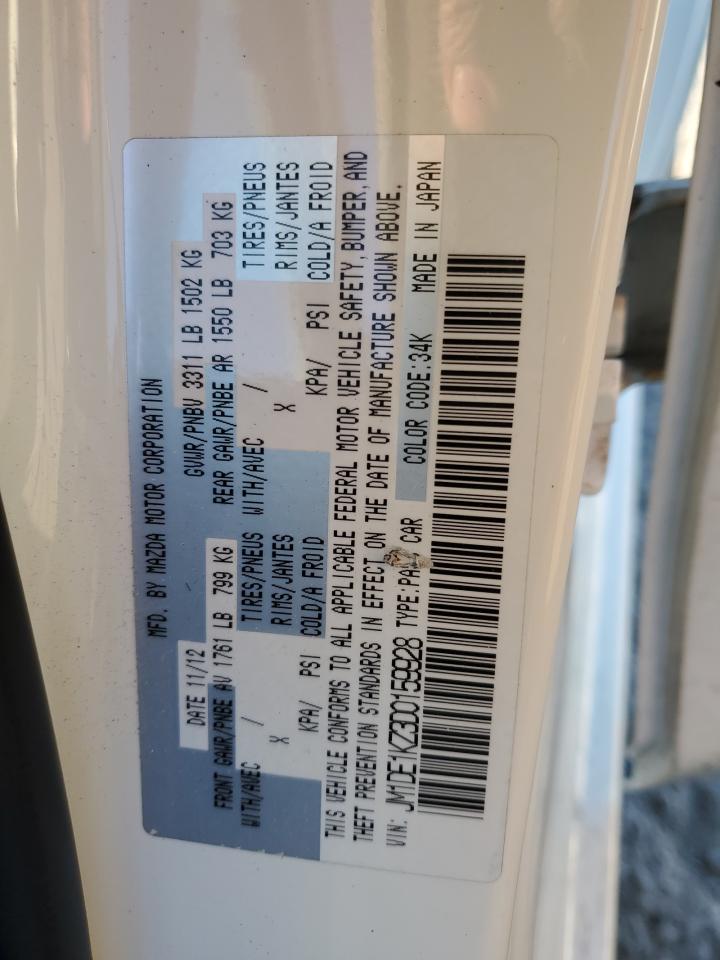 MFD. BY MAZDA MOTOR CORPORATION
DATE 11/12 GVWR/PNBV 3311 LB 1502 KG
FRONT GAWR/PNBE AV 1761 LB 799 KG REAR GAWR/PNBE AR 1550 LB 703 KG
WITH/AVEC / TIRES/PNEUS WITH/AVEC / TIRES/PNEUS
X RIMS/JANTES X RIMS/JANTES
KPA/ PSI COLD/A FROID KPA/ PSI COLD/A FROID
THIS VEHICLE CONFORMS TO ALL APPLICABLE FEDERAL MOTOR VEHICLE SAFETY, BUMPER, AND
THEFT PREVENTION STANDARDS IN EFFECT ON THE DATE OF MANUFACTURE SHOWN ABOVE.
VIN: JM1DE1KZ3D0159928 TYPE: CAR COLOR CODE:34K MADE IN JAPAN